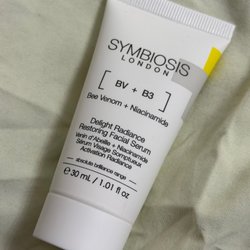 SYMBIOSIS
LONDON
[ BV + B3 ]
Bee Venom + Niacinamide
Delight Radiance
Restoring Facial Serum
Venin d'Abeille + Niacinamide
Sérum Visage Somptueux
Activation Radiance
absolute brilliance range
℮ 30 mL / 1.01 fl oz